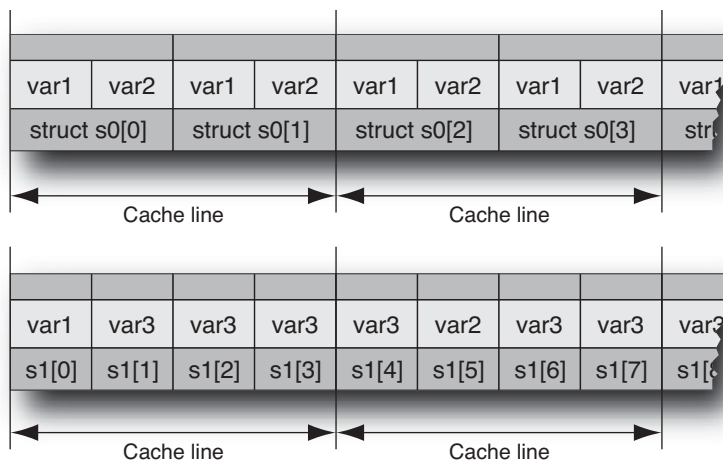 var1 var2 var1 var2 var1 var2 var1 var2 var1
struct s0[0] struct s0[1] struct s0[2] struct s0[3]
Cache line Cache line
var1 var3 var3 var3 var3 var2 var3 var3 var3
s1[0] s1[1] s1[2] s1[3] s1[4] s1[5] s1[6] s1[7]
Cache line Cache line